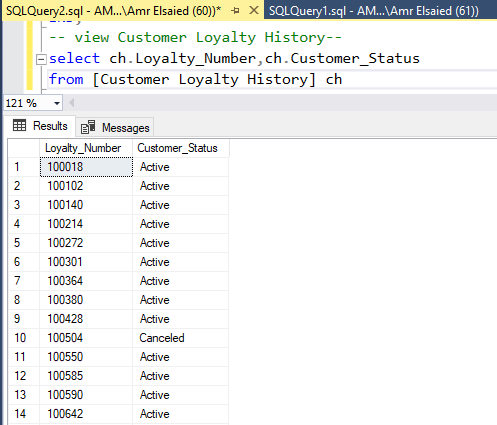 SQLQuery2.sql - AM...\Amr Elsaied (60))* SQLQuery1.sql - AM...\Amr Elsaied (61))
-- view Customer Loyalty History--
select ch.Loyalty_Number,ch.Customer_Status
from [Customer Loyalty History] ch
121 %
Results Messages
Loyalty_Number Customer_Status
1 100018 Active
2 100102 Active
3 100140 Active
4 100214 Active
5 100272 Active
6 100301 Active
7 100364 Active
8 100380 Active
9 100428 Active
10 100504 Canceled
11 100550 Active
12 100585 Active
13 100590 Active
14 100642 Active